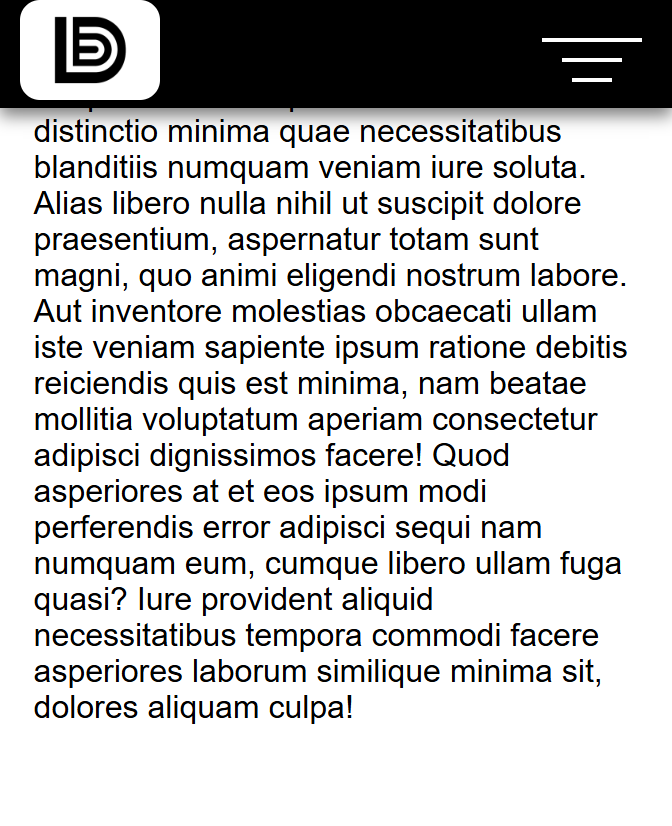 distinctio minima quae necessitatibus
blanditiis numquam veniam iure soluta.
Alias libero nulla nihil ut suscipit dolore
praesentium, aspernatur totam sunt
magni, quo animi eligendi nostrum labore.
Aut inventore molestias obcaecati ullam
iste veniam sapiente ipsum ratione debitis
reiciendis quis est minima, nam beatae
mollitia voluptatum aperiam consectetur
adipisci dignissimos facere! Quod
asperiores at et eos ipsum modi
perferendis error adipisci sequi nam
numquam eum, cumque libero ullam fuga
quasi? Iure provident aliquid
necessitatibus tempora commodi facere
asperiores laborum similique minima sit,
dolores aliquam culpa!